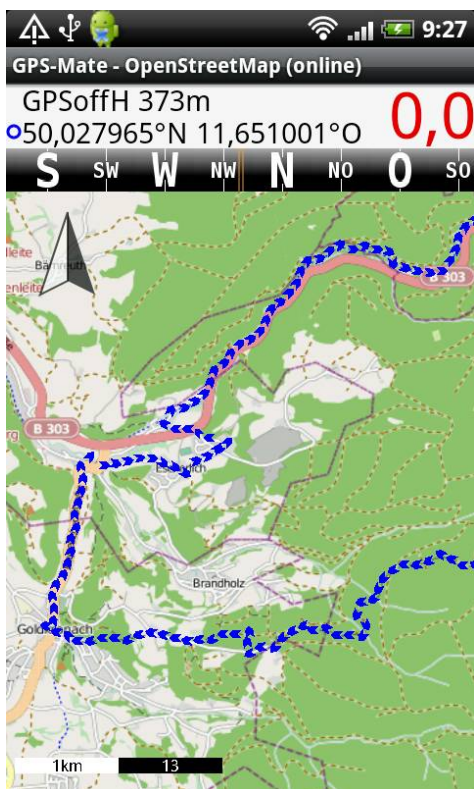 9:27
GPS-Mate - OpenStreetMap (online)
GPSoffH 373m
50,027965°N 11,651001°O
0,0
S SW W NW N NO O SO
Bärnreuth
B 303
B 303
Brandholz
1km 13